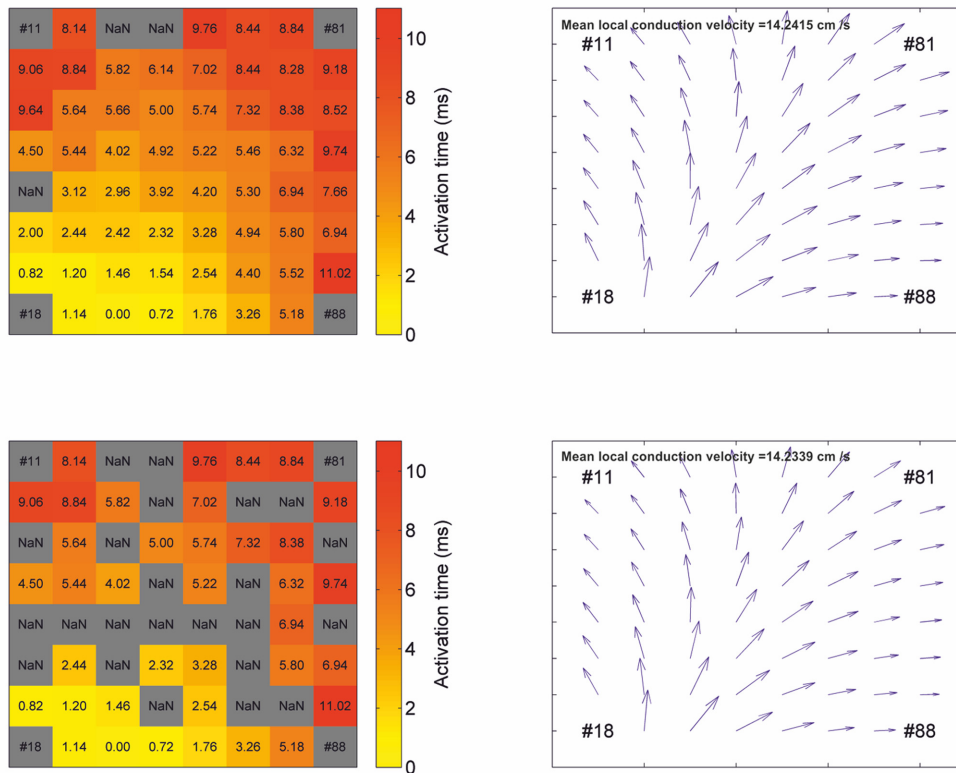 #11 8.14 NaN NaN 9.76 8.44 8.84 #81
9.06 8.84 5.82 6.14 7.02 8.44 8.28 9.18
9.64 5.64 5.66 5.00 5.74 7.32 8.38 8.52
4.50 5.44 4.02 4.92 5.22 5.46 6.32 9.74
NaN 3.12 2.96 3.92 4.20 5.30 6.94 7.66
2.00 2.44 2.42 2.32 3.28 4.94 5.80 6.94
0.82 1.20 1.46 1.54 2.54 4.40 5.52 11.02
#18 1.14 0.00 0.72 1.76 3.26 5.18 #88
10
8
6
4
2
0
Activation time (ms)
Mean local conduction velocity =14.2415 cm /s
#11 #81
#18 #88
#11 8.14 NaN NaN 9.76 8.44 8.84 #81
9.06 8.84 5.82 NaN 7.02 NaN NaN 9.18
NaN 5.64 NaN 5.00 5.74 7.32 8.38 NaN
4.50 5.44 4.02 NaN 5.22 NaN 6.32 9.74
NaN NaN NaN NaN NaN NaN 6.94 NaN
NaN 2.44 NaN 2.32 3.28 NaN 5.80 6.94
0.82 1.20 1.46 NaN 2.54 NaN NaN 11.02
#18 1.14 0.00 0.72 1.76 3.26 5.18 #88
10
8
6
4
2
0
Activation time (ms)
Mean local conduction velocity =14.2339 cm /s
#11 #81
#18 #88